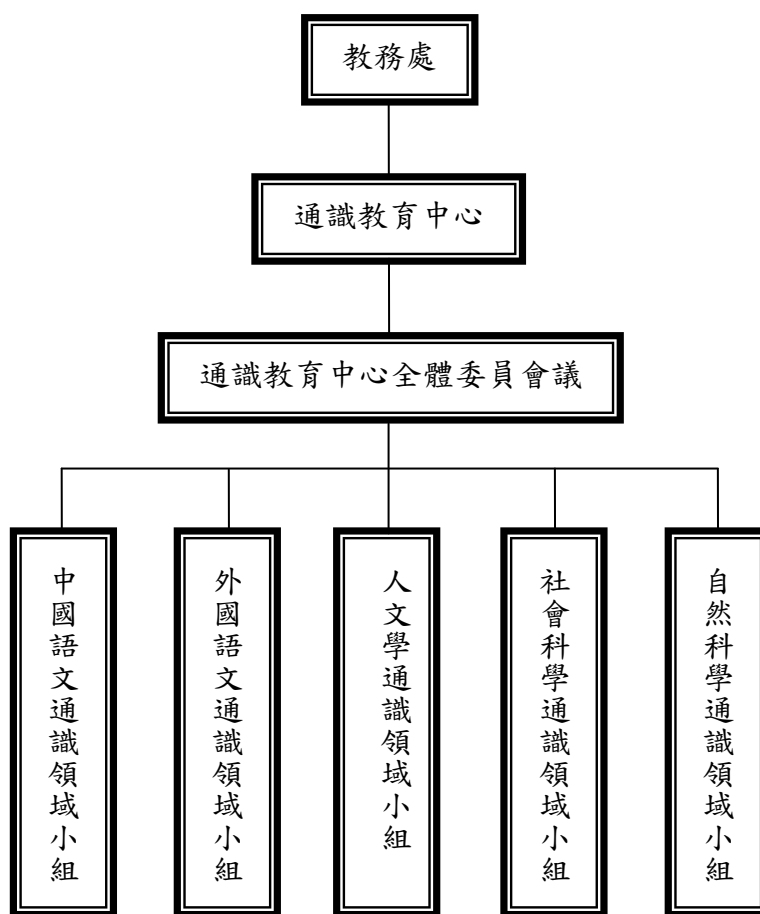 教務處
通識教育中心
通識教育中心全體委員會議
中國語文通識領域小組
外國語文通識領域小組
人文學通識領域小組
社會科學通識領域小組
自然科學通識領域小組